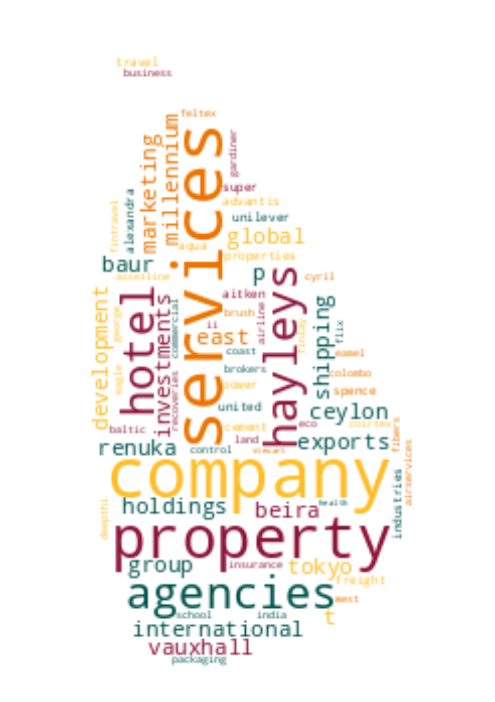 travel
business
feltex
services
millennium
marketing
gardiner
super
alexandra
advantis
unilever
fintravel
global
aqua
properties
baur
p
hayleys
cyril
assetline
aitken
hotel
development
investments
shipping
george
commercial
ii
brush
airline
finlay
flix
east
coast
eamel
eagle
recoveries
brokers
colombo
power
spence
united
ceylon
baltic
cement
eco
coirtex
fibers
land
exports
renuka
control
stewart
airservices
company
industries
holdings
beira
health
deepthi
property
group
insurance
tokyo
freight
agencies
west
school
india
t
international
vauxhall
packaging